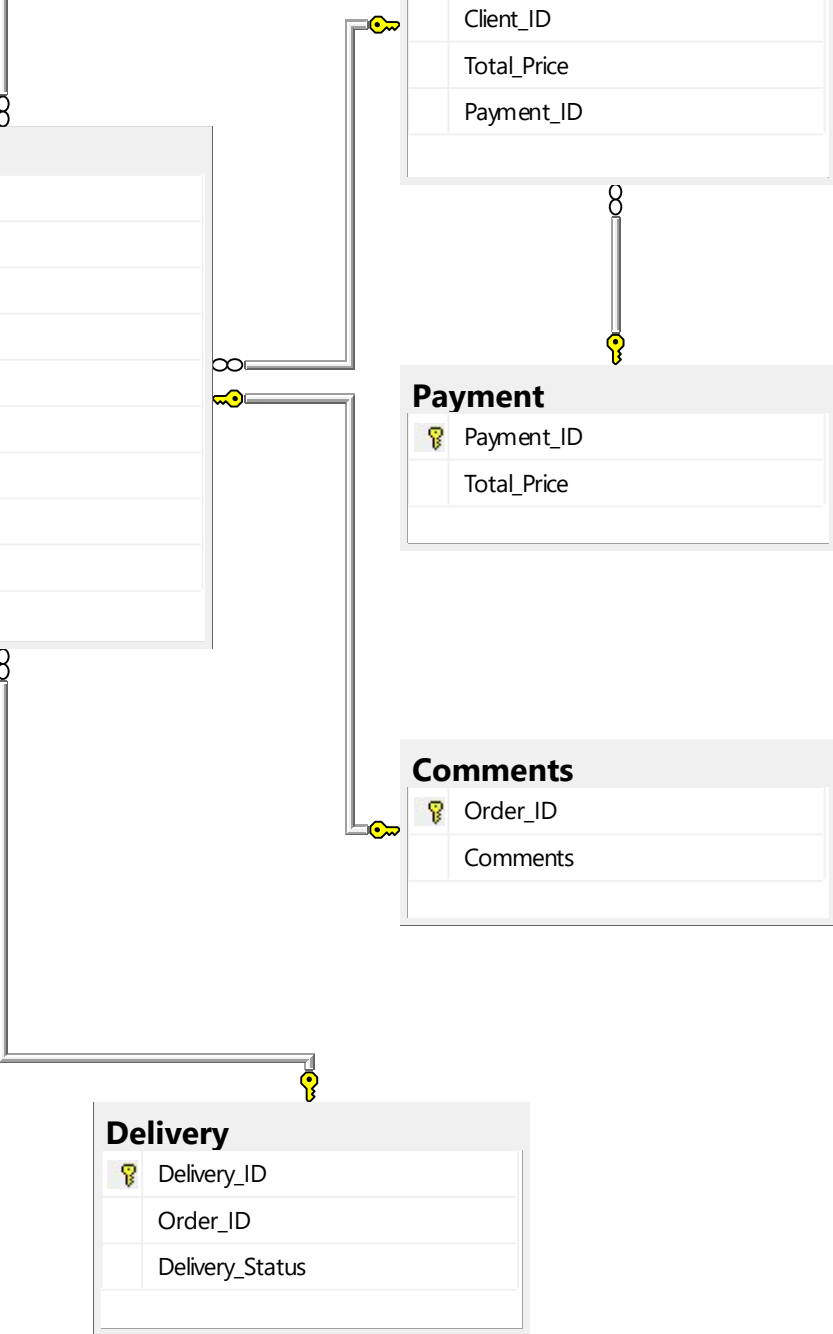 Client_ID
Total_Price
Payment_ID
Payment
Payment_ID
Total_Price
Comments
Order_ID
Comments
Delivery
Delivery_ID
Order_ID
Delivery_Status